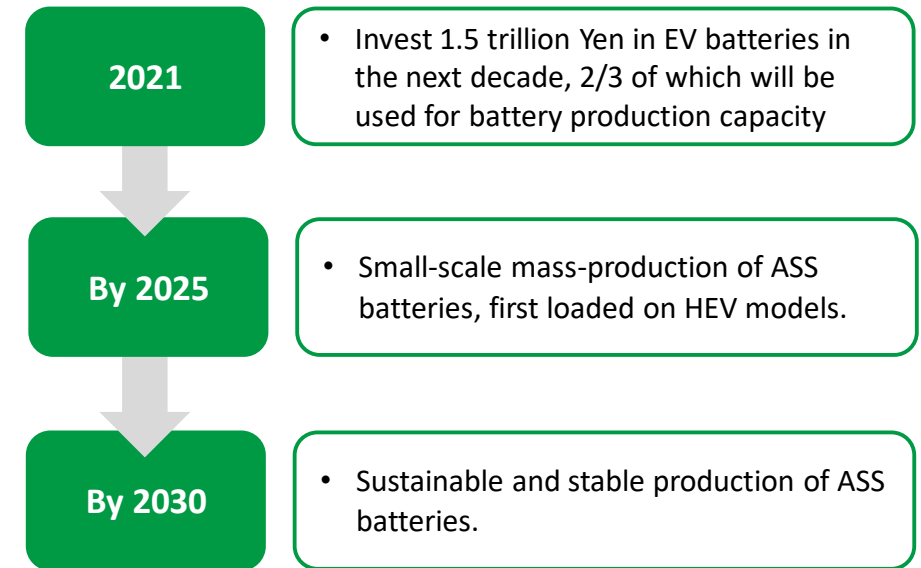 2021
• Invest 1.5 trillion Yen in EV batteries in
the next decade, 2/3 of which will be
used for battery production capacity
By 2025
• Small-scale mass-production of ASS
batteries, first loaded on HEV models.
By 2030
• Sustainable and stable production of ASS
batteries.